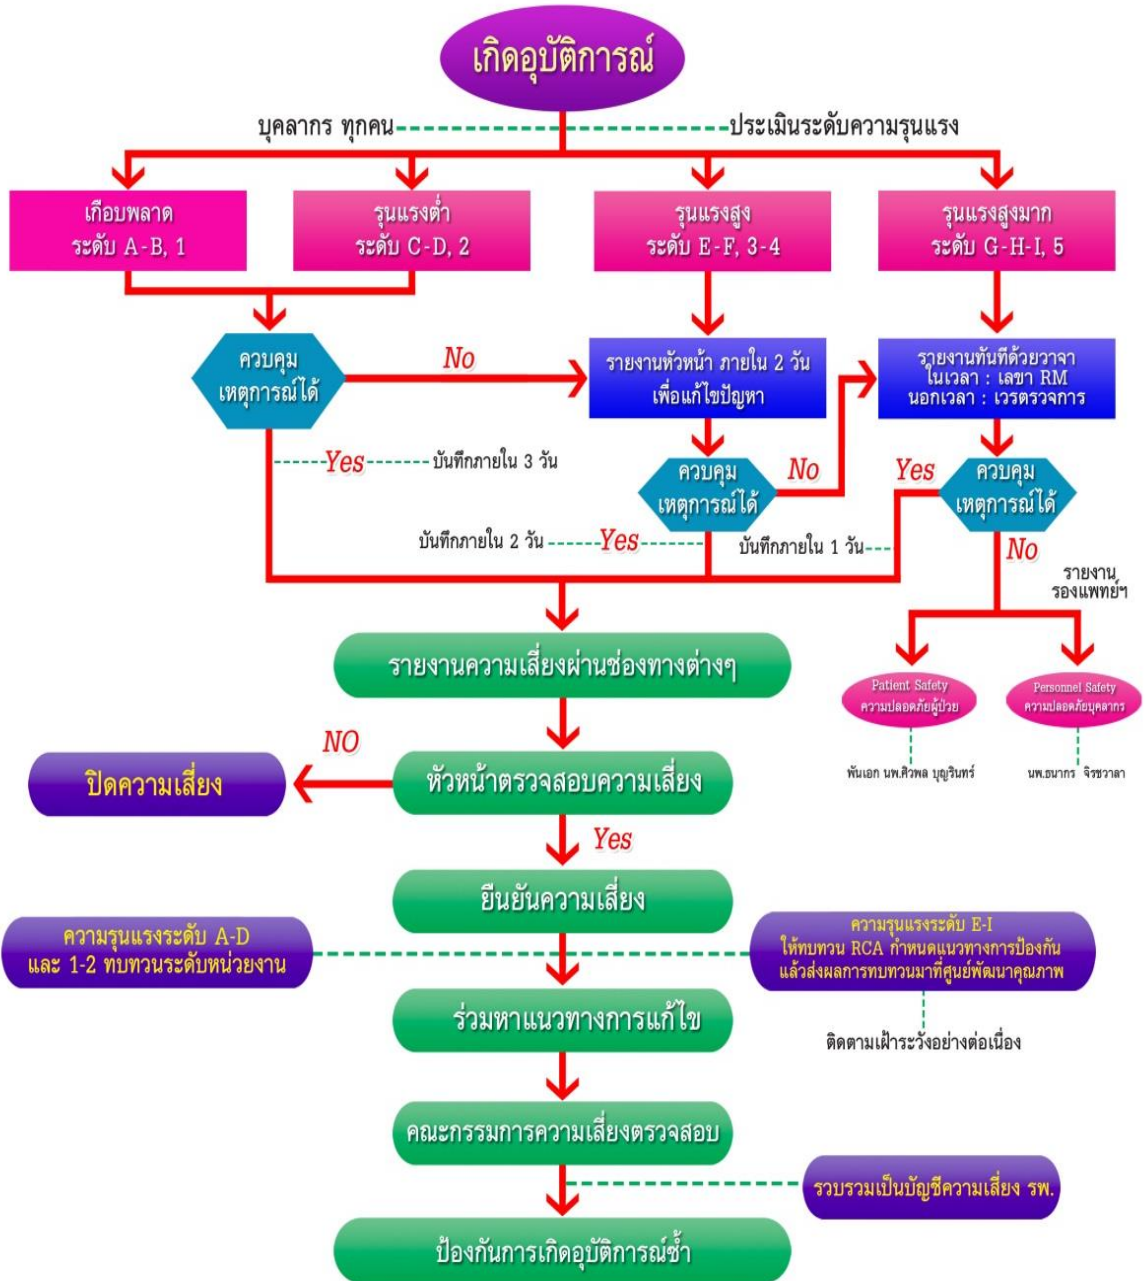 เกิดอุบัติการณ์
บุคลากร ทุกคน
ประเมินระดับความรุนแรง
เกือบพลาด
ระดับ A-B, 1
รุนแรงต่ำ
ระดับ C-D, 2
รุนแรงสูง
ระดับ E-F, 3-4
รุนแรงสูงมาก
ระดับ G-H-I, 5
ควบคุม
เหตุการณ์ได้
No
รายงานหัวหน้า ภายใน 2 วัน
เพื่อแก้ไขปัญหา
รายงานทันทีด้วยวาจา
ในเวลา : เลขา RM
นอกเวลา : เวรตรวจการ
Yes
บันทึกภายใน 3 วัน
ควบคุม
เหตุการณ์ได้
No
Yes
ควบคุม
เหตุการณ์ได้
บันทึกภายใน 2 วัน
Yes
บันทึกภายใน 1 วัน
No
รายงาน
รองแพทย์ฯ
รายงานความเสี่ยงผ่านช่องทางต่างๆ
Patient Safety
ความปลอดภัยผู้ป่วย
Personnel Safety
ความปลอดภัยบุคลากร
พันเอก นพ.ศิวพล บุญรินทร์
นพ.ธนากร จิรชวาลา
NO
ปิดความเสี่ยง
หัวหน้าตรวจสอบความเสี่ยง
Yes
ยืนยันความเสี่ยง
ความรุนแรงระดับ A-D
และ 1-2 ทบทวนระดับหน่วยงาน
ความรุนแรงระดับ E-I
ให้ทบทวน RCA กำหนดแนวทางการป้องกัน
แล้วส่งผลการทบทวนมาที่ศูนย์พัฒนาคุณภาพ
ร่วมหาแนวทางการแก้ไข
ติดตามเฝ้าระวังอย่างต่อเนื่อง
คณะกรรมการความเสี่ยงตรวจสอบ
รวบรวมเป็นบัญชีความเสี่ยง รพ.
ป้องกันการเกิดอุบัติการณ์ซ้ำ